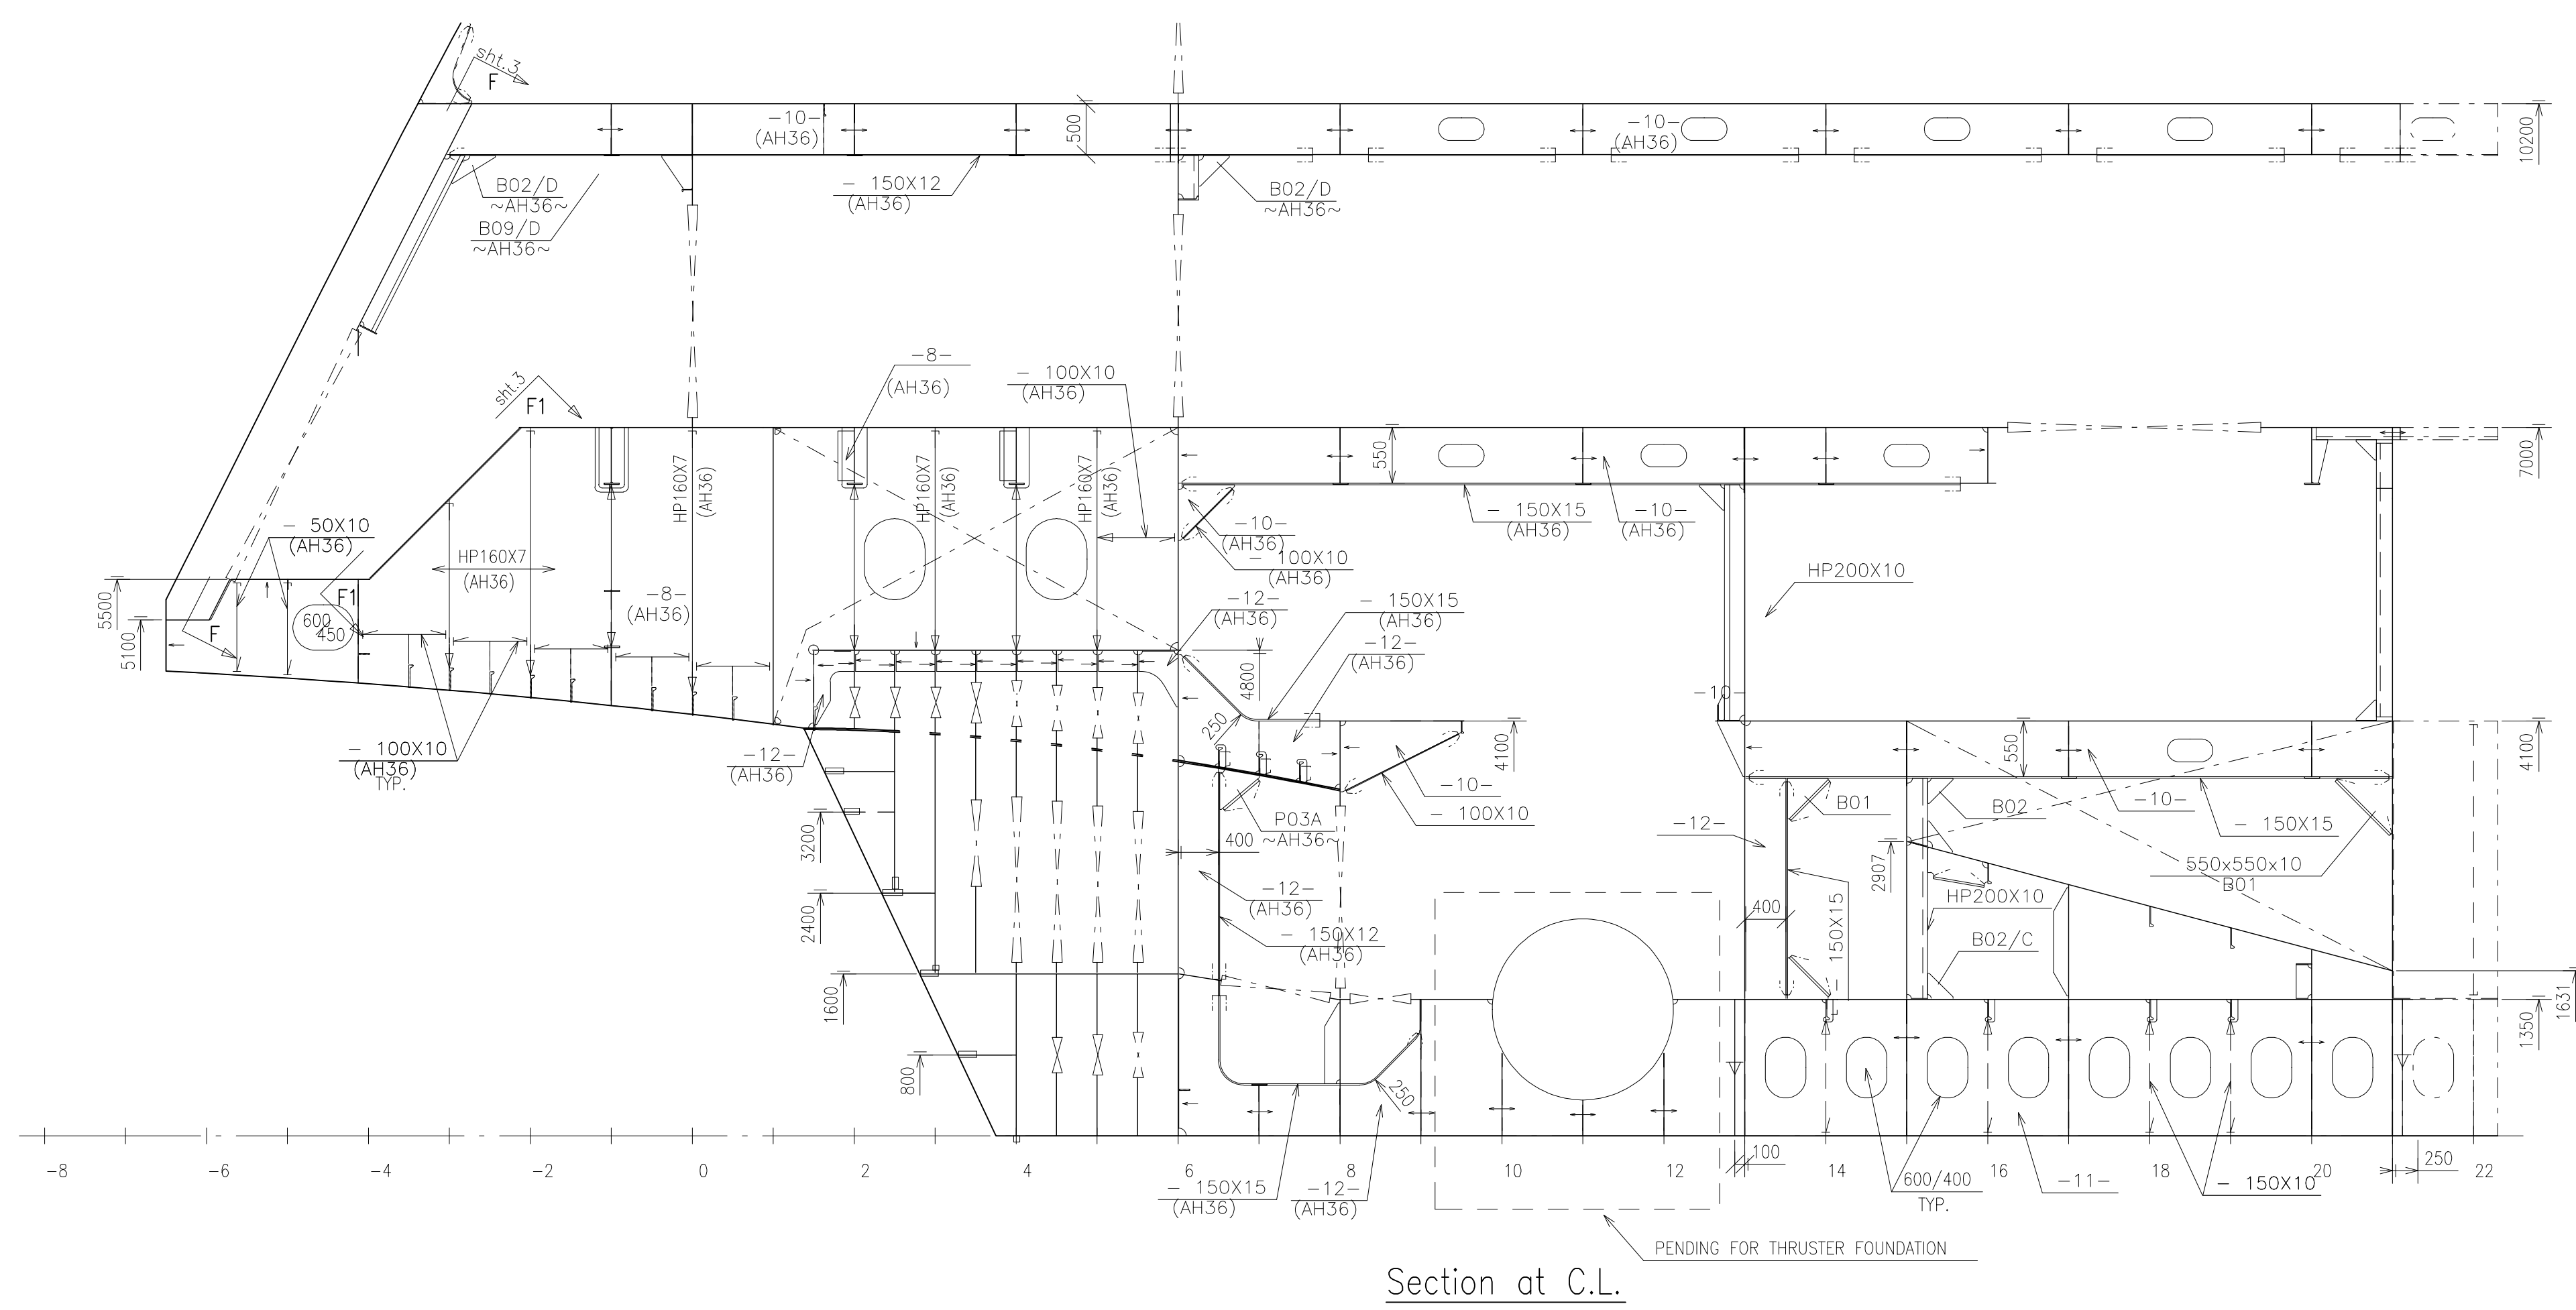 sht.3
F
-10-
(AH36)
500
-10-
(AH36)
10200
B02/D
~AH36~
B09/D
~AH36~
- 150X12
(AH36)
B02/D
~AH36~
-8-
(AH36)
- 100X10
(AH36)
sht.3
F1
HP160X7
(AH36)
HP160X7
(AH36)
HP160X7
(AH36)
550
7000
- 50X10
(AH36)
HP160X7
(AH36)
-10-
(AH36)
- 100X10
(AH36)
- 150X15
(AH36)
-10-
(AH36)
HP200X10
5500
5100
F1
F
600
450
-8-
(AH36)
-12-
(AH36)
- 150X15
(AH36)
-12-
(AH36)
4800
250
-10-
4100
550
4100
- 100X10
(AH36)
TYP.
-12-
(AH36)
-10-
- 100X10
P03A
~AH36~
400
B01
B02
-10-
- 150X15
-12-
3200
2907
550x550x10
B01
2400
-12-
(AH36)
- 150X12
(AH36)
400
150X15
HP200X10
B02/C
1600
1350
1631
800
250
-8
-6
-4
-2
0
2
4
6
8
10
12
100
14
16
18
20
250
22
- 150X15
(AH36)
-12-
(AH36)
600/400
TYP.
-11-
- 150X10
PENDING FOR THRUSTER FOUNDATION
Section at C.L.